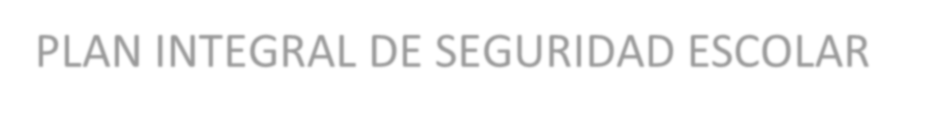 PLAN INTEGRAL DE SEGURIDAD ESCOLAR